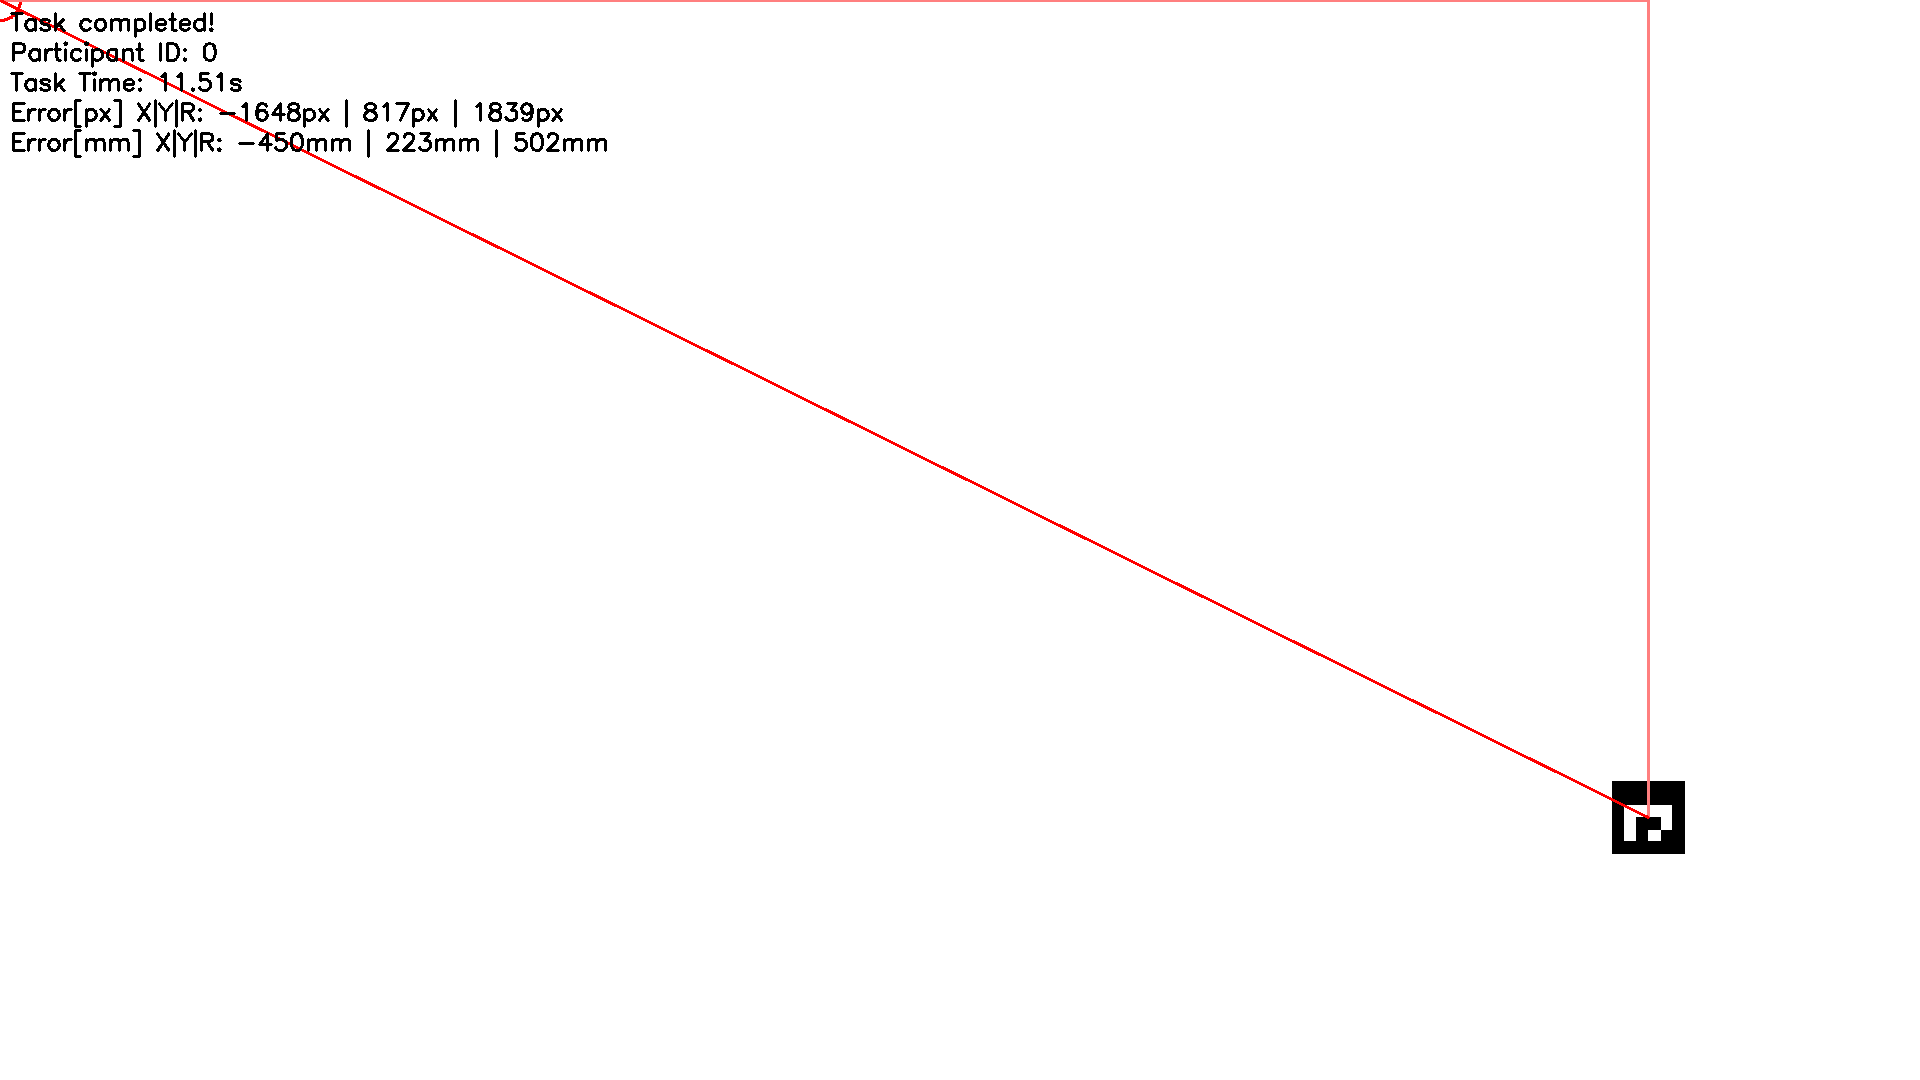 Task completed!
Participant ID: 0
Task Time: 11.51s
Error[px] X|Y|R: -1648px | 817px | 1839px
Error[mm] X|Y|R: -450mm | 223mm | 502mm